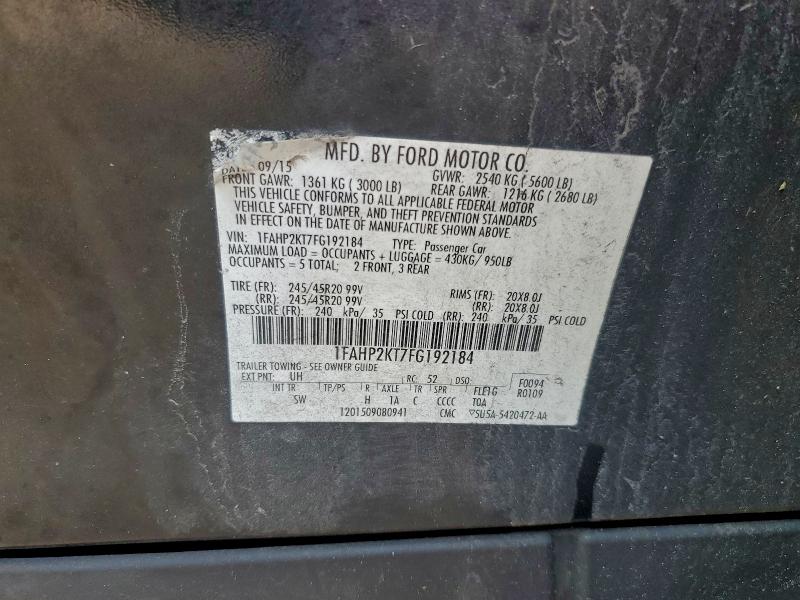 MFD. BY FORD MOTOR CO.
09/15 GVWR: 2540 KG ( 5600 LB)
FRONT GAWR: 1361 KG ( 3000 LB) REAR GAWR: 1216 KG ( 2680 LB)
THIS VEHICLE CONFORMS TO ALL APPLICABLE FEDERAL MOTOR
VEHICLE SAFETY, BUMPER, AND THEFT PREVENTION STANDARDS
IN EFFECT ON THE DATE OF MANUFACTURE SHOWN ABOVE.
VIN: 1FAHP2KT7FG192184 TYPE: Passenger Car
MAXIMUM LOAD = OCCUPANTS + LUGGAGE = 430KG/ 950LB
OCCUPANTS = 5 TOTAL; 2 FRONT, 3 REAR
TIRE (FR): 245/45R20 99V RIMS (FR): 20X8.0J
(RR): 245/45R20 99V (RR): 20X8.0J
PRESSURE (FR): 240 kPa/ 35 PSI COLD (RR): 240 kPa/ 35 PSI COLD
1FAHP2KT7FG192184
TRAILER TOWING - SEE OWNER GUIDE
EXT PNT: UH RC: 52 DSO: F0094
INT TR TP/PS R AXLE TR SPR FLE1G R0109
SW H 1A C CCCC TOA
1201509080941 CMC 5U5A-5420472-AA